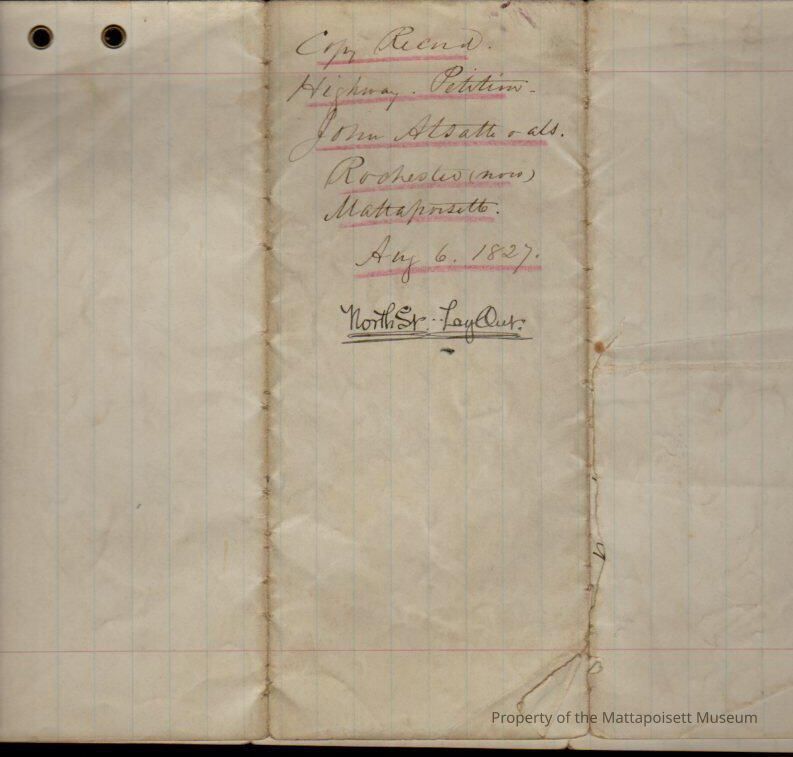 Copy Record.
Highway. Petition.
John Atsatt & als.
Rochester (now)
Mattapoisett.
Aug 6. 1827.
North St. Lay Out.
Property of the Mattapoisett Museum